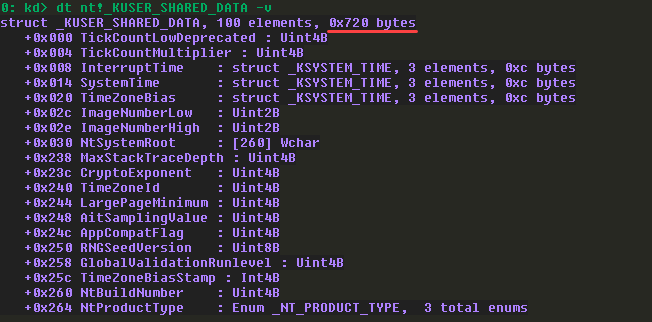 0: kd> dt nt!_KUSER_SHARED_DATA -v
struct _KUSER_SHARED_DATA, 100 elements, 0x720 bytes
   +0x000 TickCountLowDeprecated : Uint4B
   +0x004 TickCountMultiplier : Uint4B
   +0x008 InterruptTime    : struct _KSYSTEM_TIME, 3 elements, 0xc bytes
   +0x014 SystemTime       : struct _KSYSTEM_TIME, 3 elements, 0xc bytes
   +0x020 TimeZoneBias     : struct _KSYSTEM_TIME, 3 elements, 0xc bytes
   +0x02c ImageNumberLow   : Uint2B
   +0x02e ImageNumberHigh  : Uint2B
   +0x030 NtSystemRoot     : [260] Wchar
   +0x238 MaxStackTraceDepth : Uint4B
   +0x23c CryptoExponent   : Uint4B
   +0x240 TimeZoneId       : Uint4B
   +0x244 LargePageMinimum : Uint4B
   +0x248 AitSamplingValue : Uint4B
   +0x24c AppCompatFlag    : Uint4B
   +0x250 RNGSeedVersion   : Uint8B
   +0x258 GlobalValidationRunlevel : Uint4B
   +0x25c TimeZoneBiasStamp : Int4B
   +0x260 NtBuildNumber    : Uint4B
   +0x264 NtProductType    : Enum _NT_PRODUCT_TYPE,  3 total enums